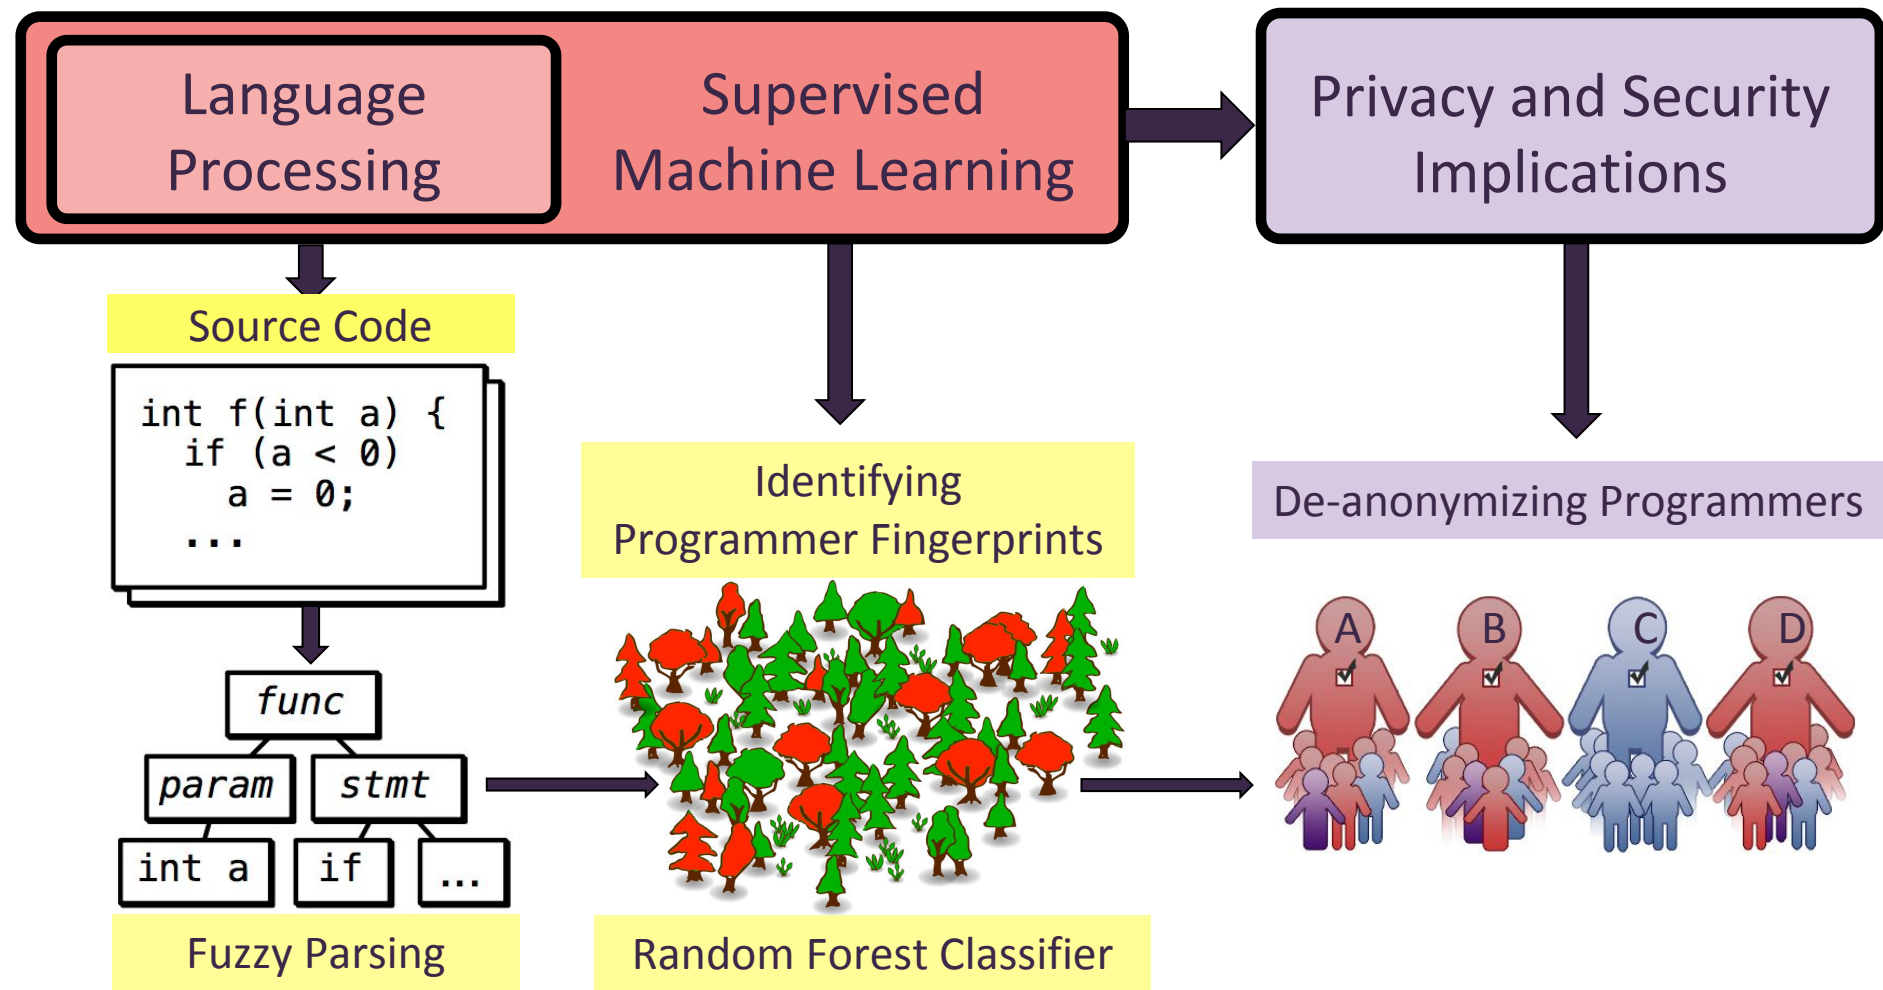 Language
Processing
Supervised
Machine Learning
Privacy and Security
Implications
Source Code
int f(int a) {
if (a < 0)
a = 0;
...
func
param
stmt
int a
if
...
Fuzzy Parsing
Identifying
Programmer Fingerprints
Random Forest Classifier
De-anonymizing Programmers
A
B
C
D